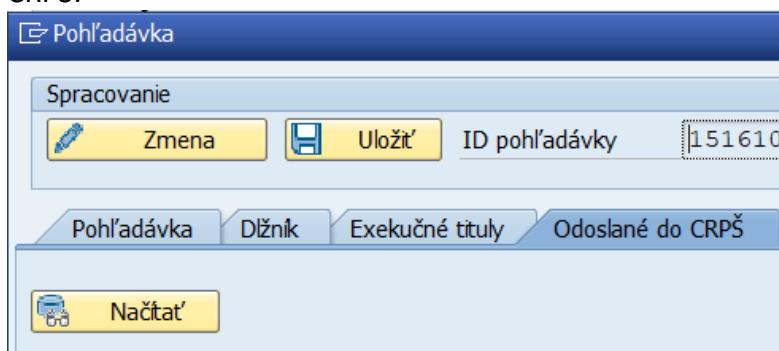 Pohľadávka
Spracovanie
Zmena Uložiť ID pohľadávky 151610
Pohľadávka Dlžník Exekučné tituly Odoslané do CRPŠ
Načítať